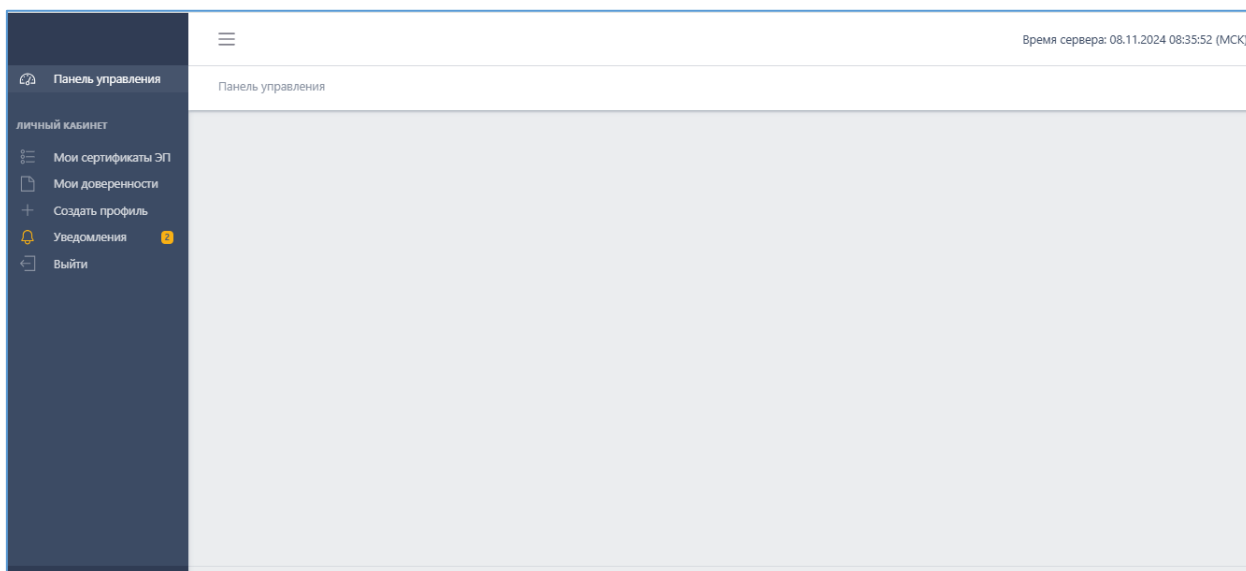 Время сервера: 08.11.2024 08:35:52 (МСК)
Панель управления
Панель управления
ЛИЧНЫЙ КАБИНЕТ
Мои сертификаты ЭП
Мои доверенности
Создать профиль
Уведомления 2
Выйти